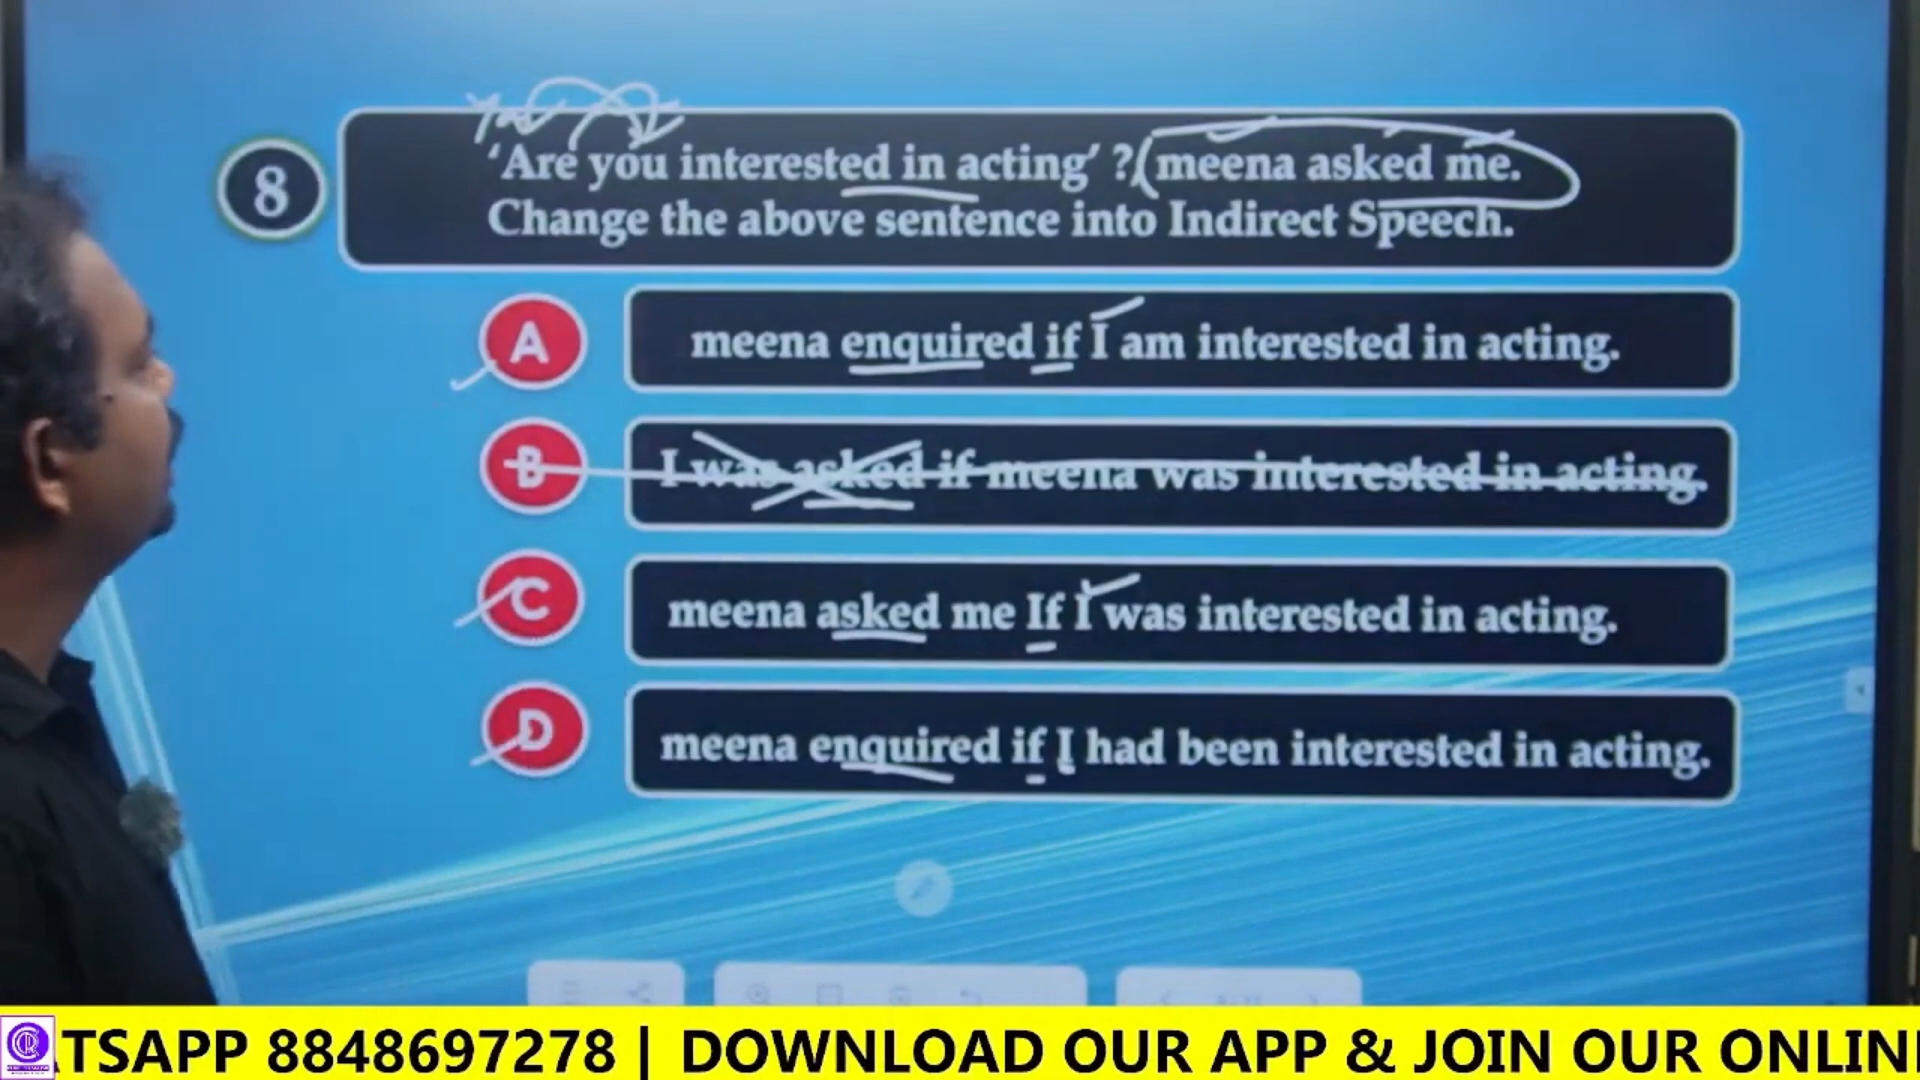 8
'Are you interested in acting' ? meena asked me.
Change the above sentence into Indirect Speech.
A meena enquired if I am interested in acting.
B I was asked if meena was interested in acting.
C meena asked me If I was interested in acting.
D meena enquired if I had been interested in acting.
ATSAPP 8848697278 | DOWNLOAD OUR APP & JOIN OUR ONLIN